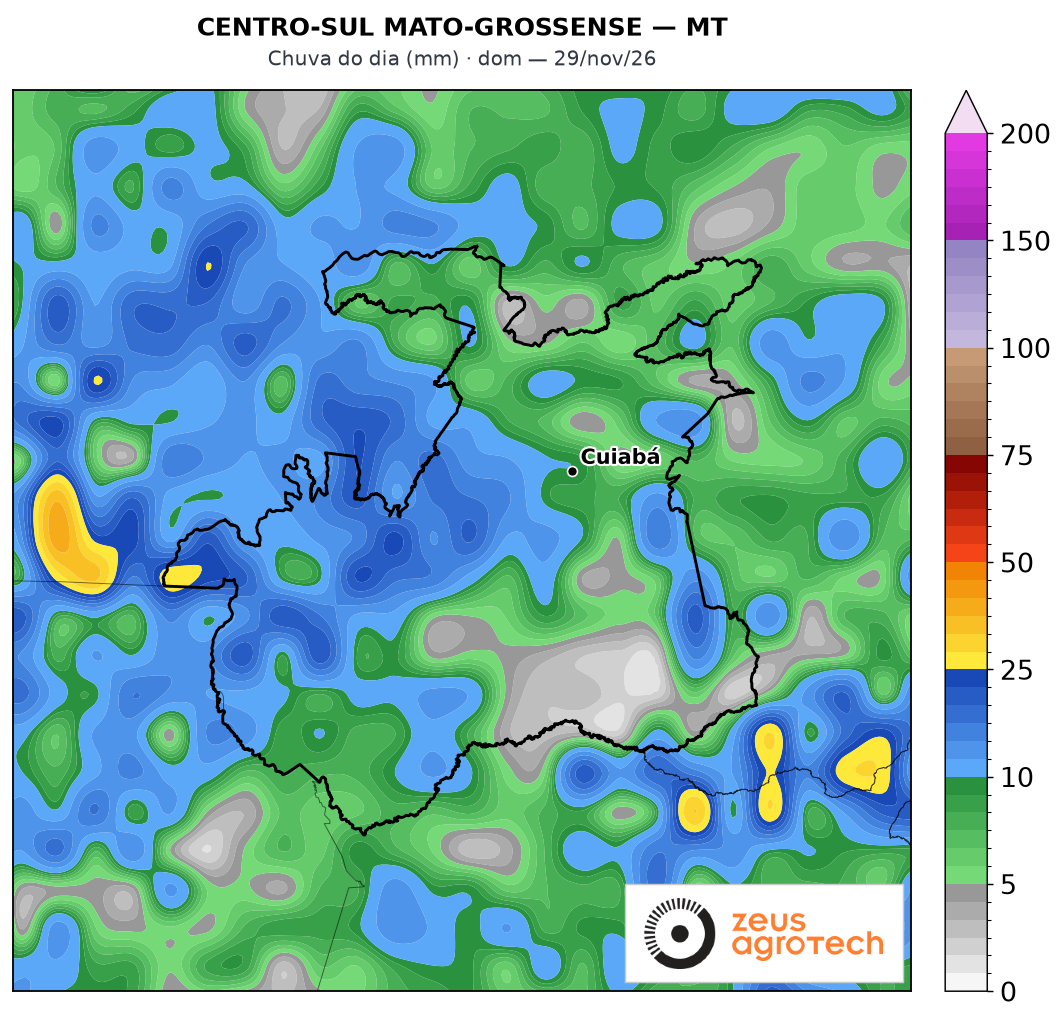 CENTRO-SUL MATO-GROSSENSE — MT
Chuva do dia (mm) · dom — 29/nov/26
200
150
100
75
50
25
10
5
0
Cuiabá
zeus
agrotech